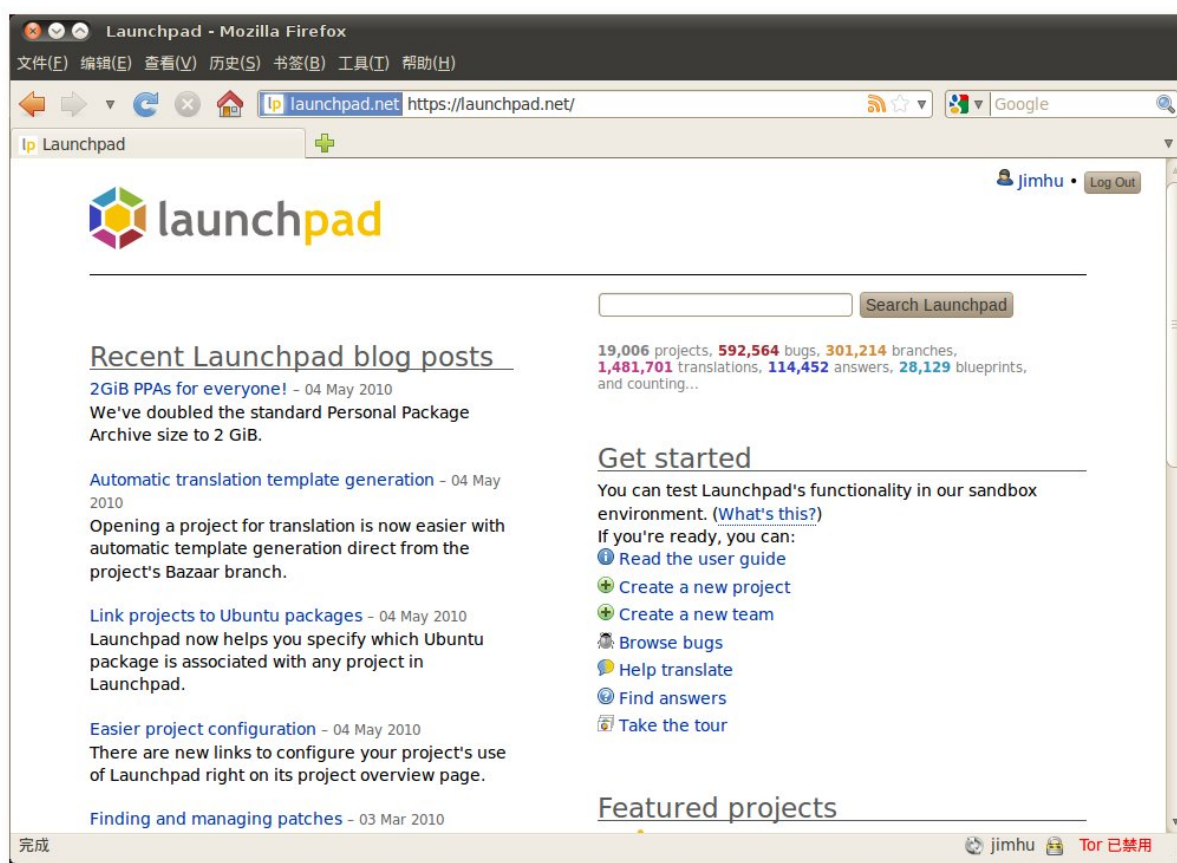 Launchpad - Mozilla Firefox
文件(F) 编辑(E) 查看(V) 历史(S) 书签(B) 工具(T) 帮助(H)
lp launchpad.net https://launchpad.net/
Google
lp Launchpad
Jimhu • Log Out
launchpad
Search Launchpad
Recent Launchpad blog posts
2GiB PPAs for everyone! – 04 May 2010
We've doubled the standard Personal Package
Archive size to 2 GiB.
Automatic translation template generation – 04 May
2010
Opening a project for translation is now easier with
automatic template generation direct from the
project's Bazaar branch.
Link projects to Ubuntu packages – 04 May 2010
Launchpad now helps you specify which Ubuntu
package is associated with any project in
Launchpad.
Easier project configuration – 04 May 2010
There are new links to configure your project's use
of Launchpad right on its project overview page.
Finding and managing patches – 03 Mar 2010
19,006 projects, 592,564 bugs, 301,214 branches,
1,481,701 translations, 114,452 answers, 28,129 blueprints,
and counting...
Get started
You can test Launchpad's functionality in our sandbox
environment. (What's this?)
If you're ready, you can:
Read the user guide
Create a new project
Create a new team
Browse bugs
Help translate
Find answers
Take the tour
Featured projects
完成
jimhu
Tor 已禁用